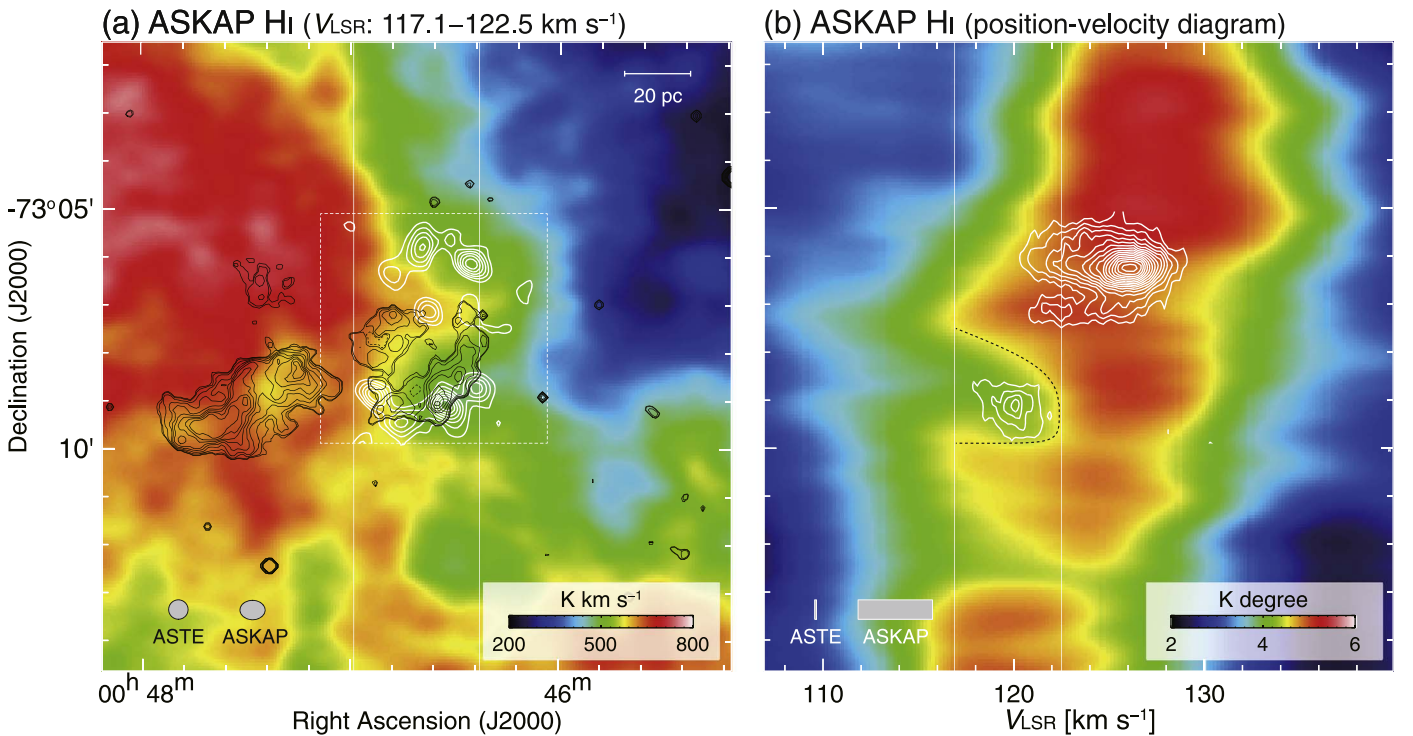 (a) ASKAP HI (VLSR: 117.1–122.5 km s⁻¹)
(b) ASKAP HI (position-velocity diagram)
20 pc
-73°05'
10'
Declination (J2000)
ASTE
ASKAP
K km s⁻¹
200
500
800
00ʰ 48ᵐ
46ᵐ
Right Ascension (J2000)
ASTE
ASKAP
K degree
2
4
6
110
120
130
VLSR [km s⁻¹]